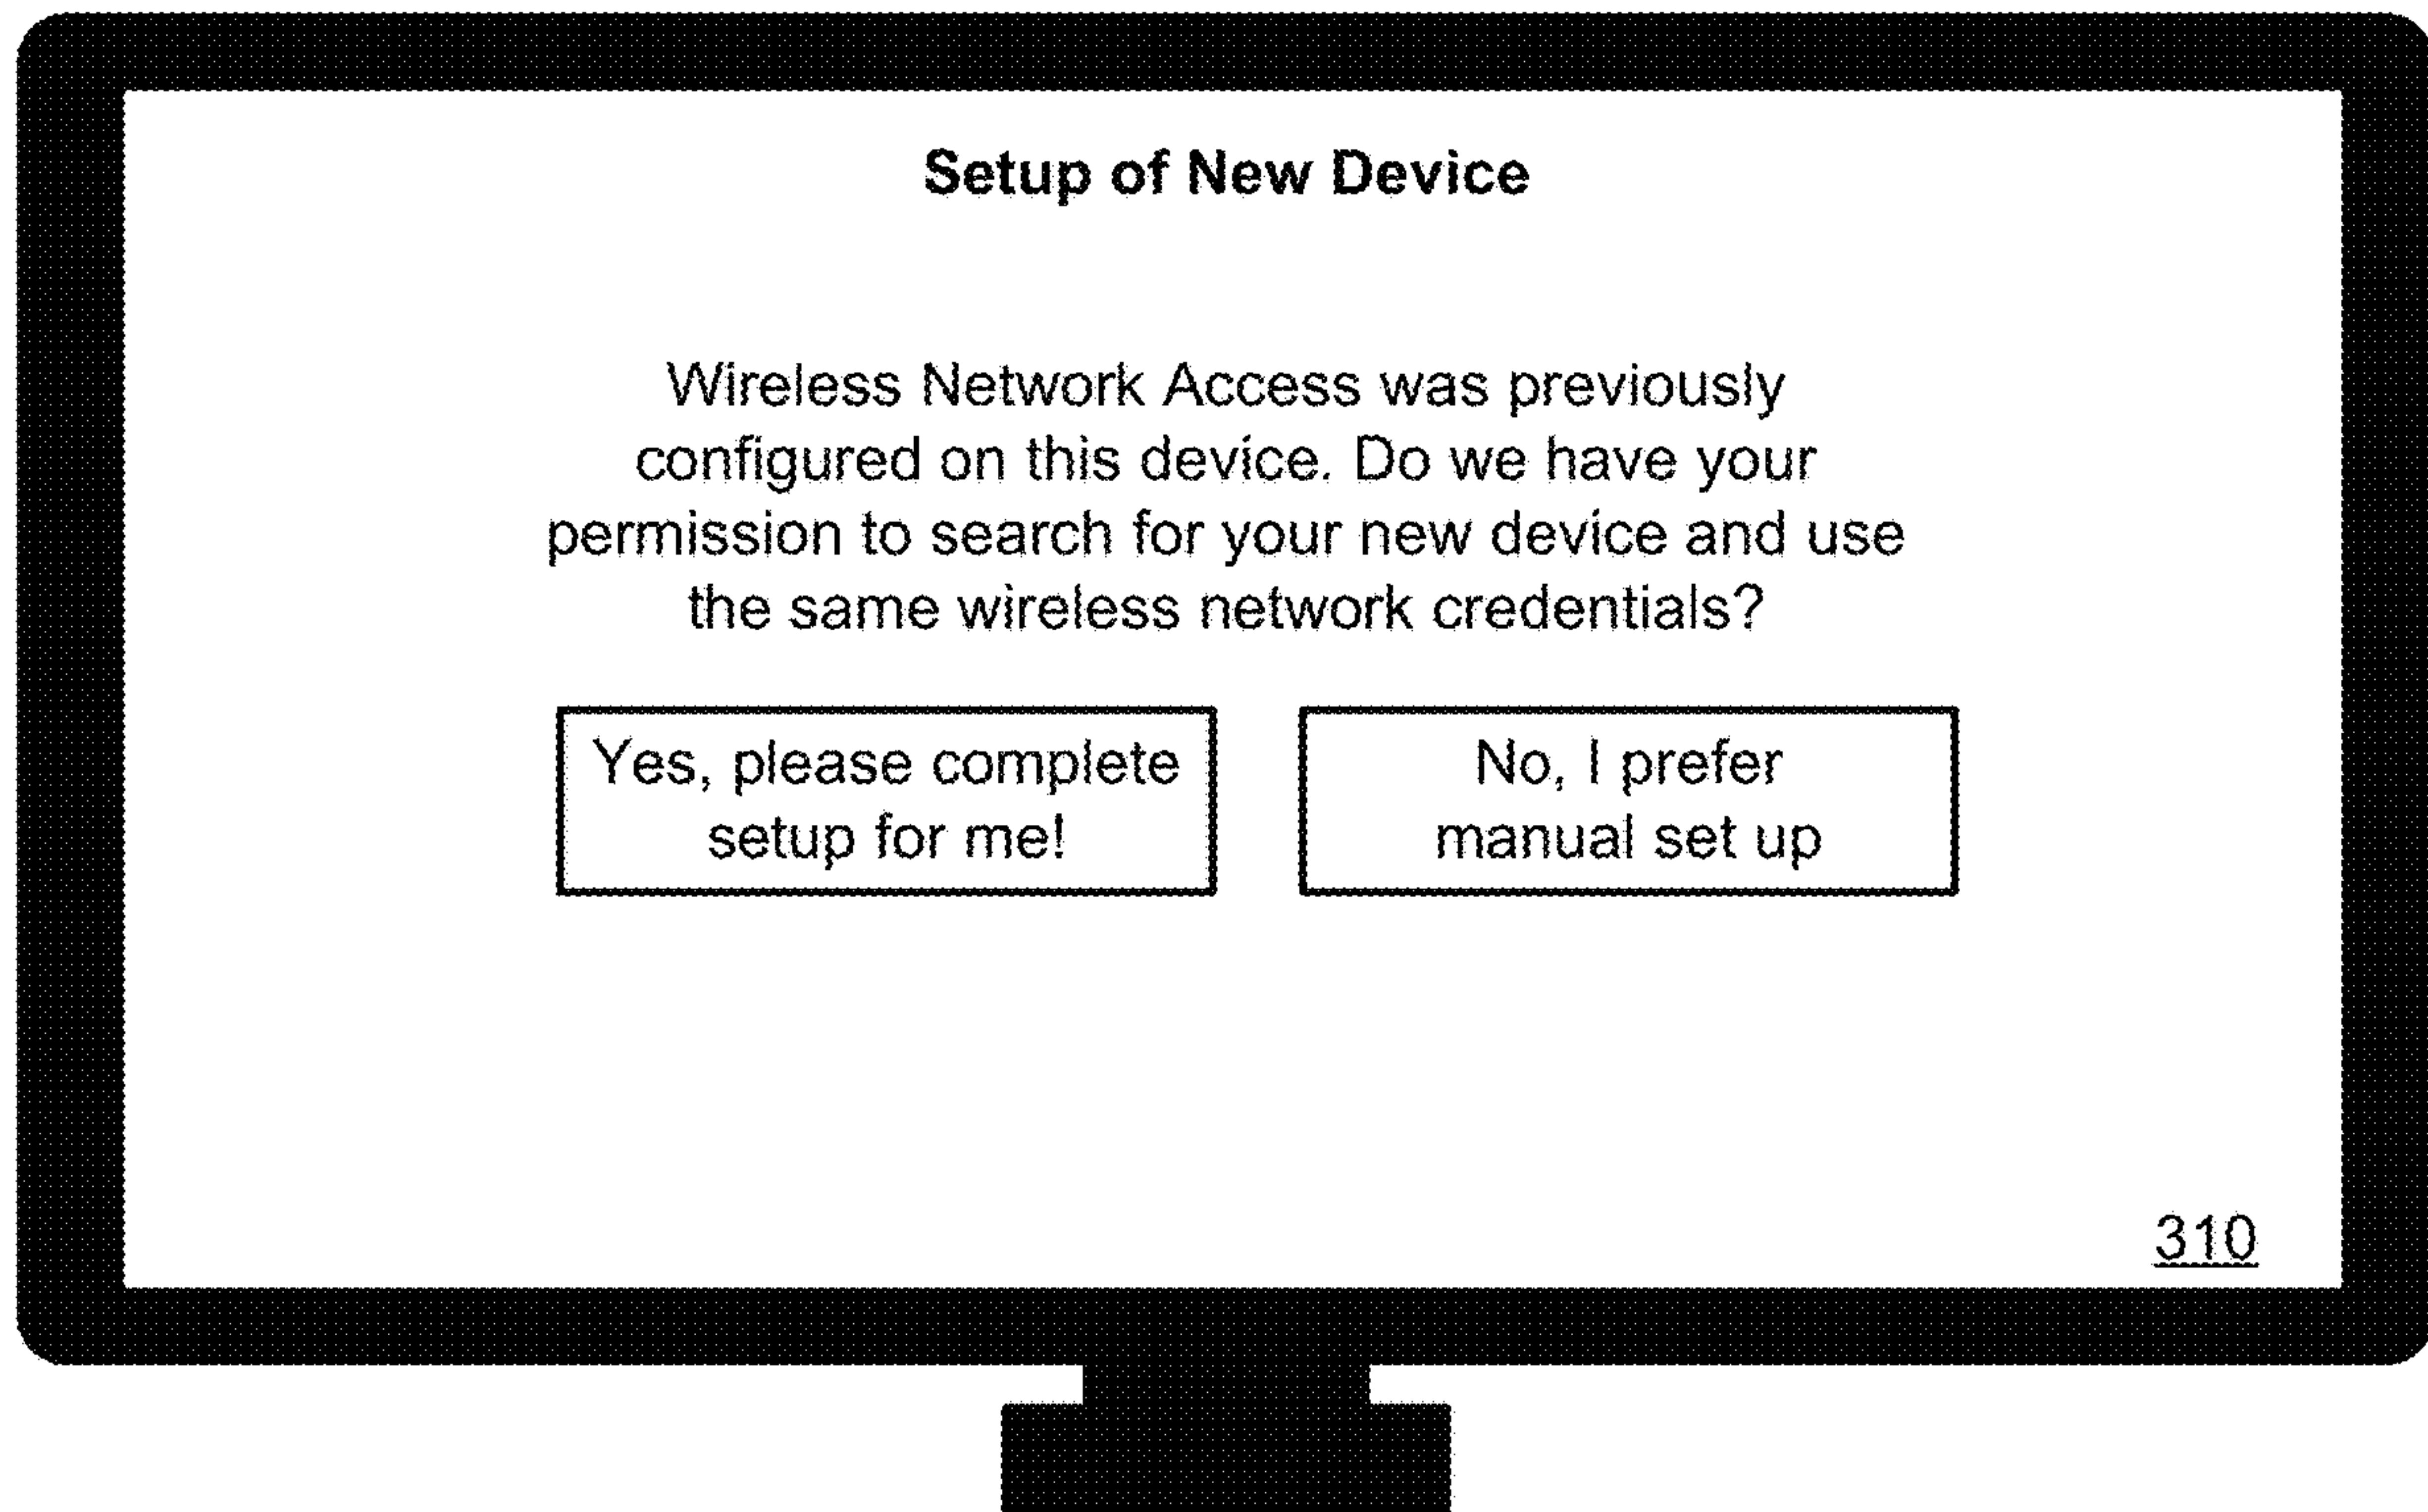 Setup of New Device
Wireless Network Access was previously
configured on this device. Do we have your
permission to search for your new device and use
the same wireless network credentials?
Yes, please complete
setup for me!
No, I prefer
manual set up
310